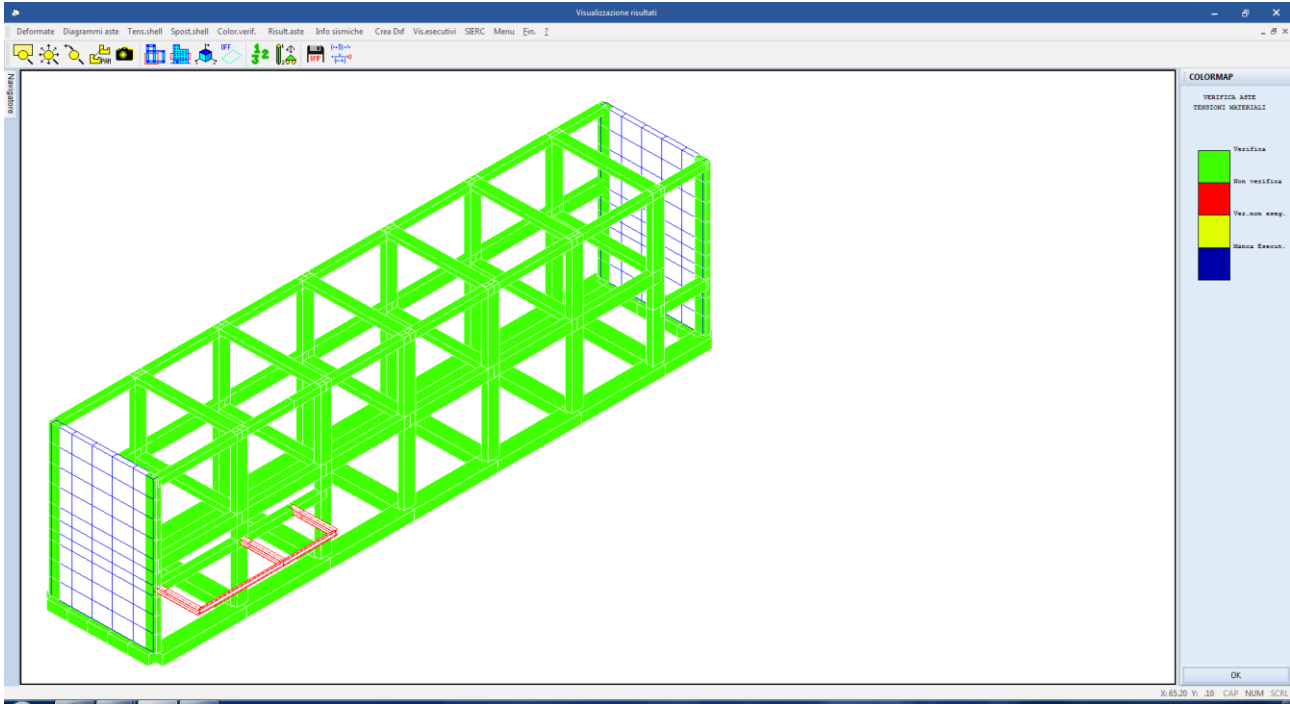 Visualizzazione risultati
Deformate Diagrammi aste Tens.shell Spost.shell Color.verif. Risult.aste Info sismiche Crea Dxf Vis.esecutivi SIERC Menu Fin. ?
PAN
OFF
Navigatore
COLORMAP
VERIFICA ASTE
TENSIONI MATERIALI
Verifica
Non verifica
Ver.non eseg.
Manca Esecut.
OK
X: 65.20 Y: .10 CAP NUM SCRL